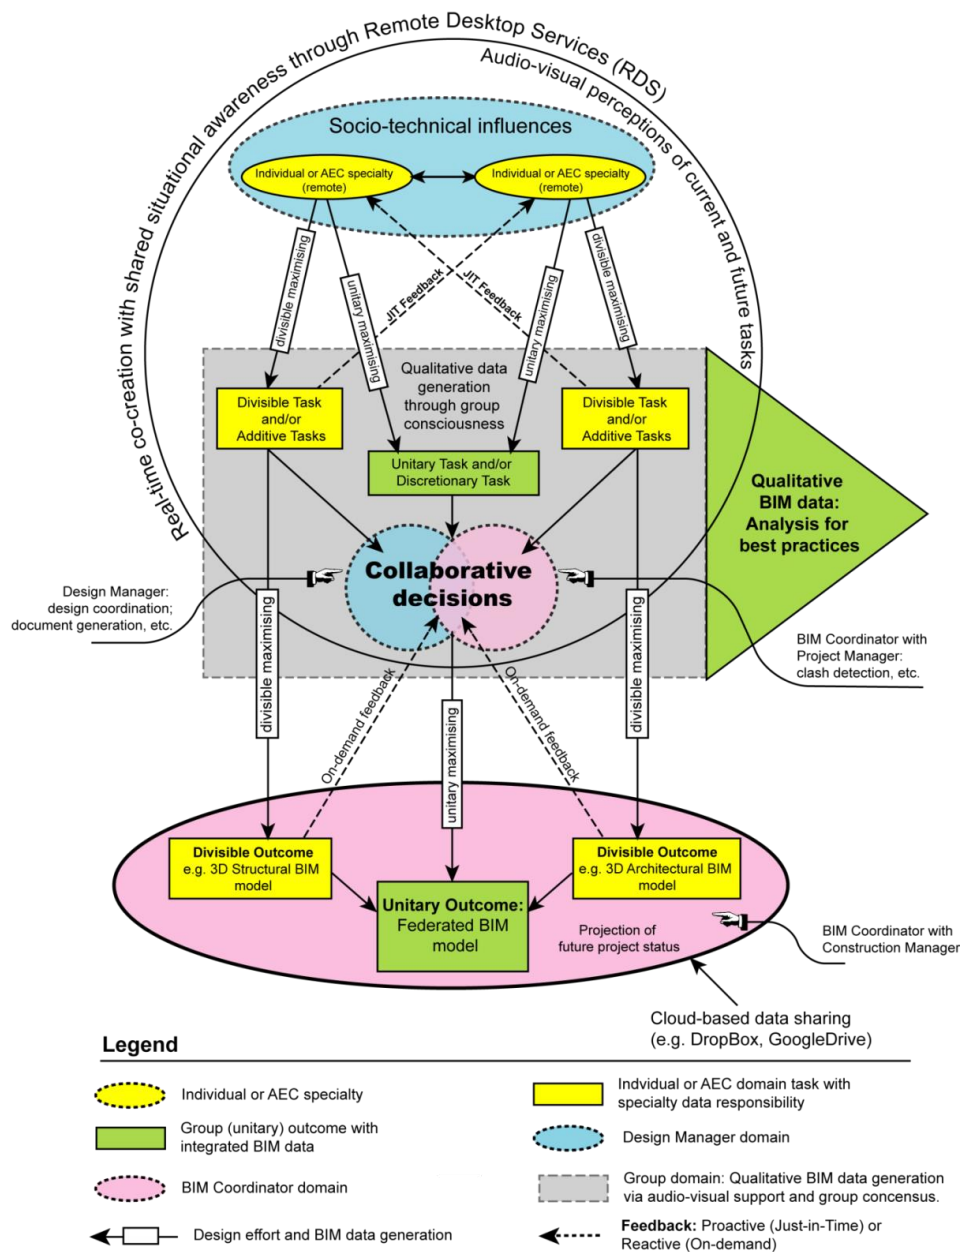 Real-time co-creation with shared situational awareness through Remote Desktop Services (RDS)
Audio-visual perceptions of current and future tasks
Socio-technical influences
Individual or AEC specialty
(remote)
Individual or AEC specialty
(remote)
divisible maximising
unitary maximising
JIT Feedback
JIT Feedback
unitary maximising
divisible maximising
Qualitative data
generation
through group
consciousness
Divisible Task
and/or
Additive Tasks
Divisible Task
and/or
Additive Tasks
Unitary Task and/or
Discretionary Task
Qualitative
BIM data:
Analysis for
best practices
Collaborative
decisions
Design Manager:
design coordination;
document generation, etc.
BIM Coordinator with
Project Manager:
clash detection, etc.
divisible maximising
On-demand feedback
unitary maximising
On-demand feedback
divisible maximising
Divisible Outcome
e.g. 3D Structural BIM
model
Divisible Outcome
e.g. 3D Architectural BIM
model
Unitary Outcome:
Federated BIM
model
Projection of
future project status
BIM Coordinator with
Construction Manager
Cloud-based data sharing
(e.g. DropBox, GoogleDrive)
Legend
Individual or AEC specialty
Indvidual or AEC domain task with
specialty data responsibility
Group (unitary) outcome with
integrated BIM data
Design Manager domain
BIM Coordinator domain
Group domain: Qualitative BIM data generation
via audio-visual support and group concensus.
Design effort and BIM data generation
Feedback: Proactive (Just-in-Time) or
Reactive (On-demand)